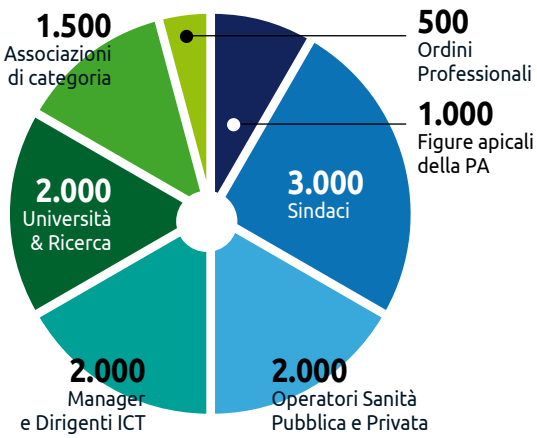 1.500
Associazioni
di categoria
500
Ordini
Professionali
1.000
Figure apicali
della PA
3.000
Sindaci
2.000
Università
& Ricerca
2.000
Manager
e Dirigenti ICT
2.000
Operatori Sanità
Pubblica e Privata